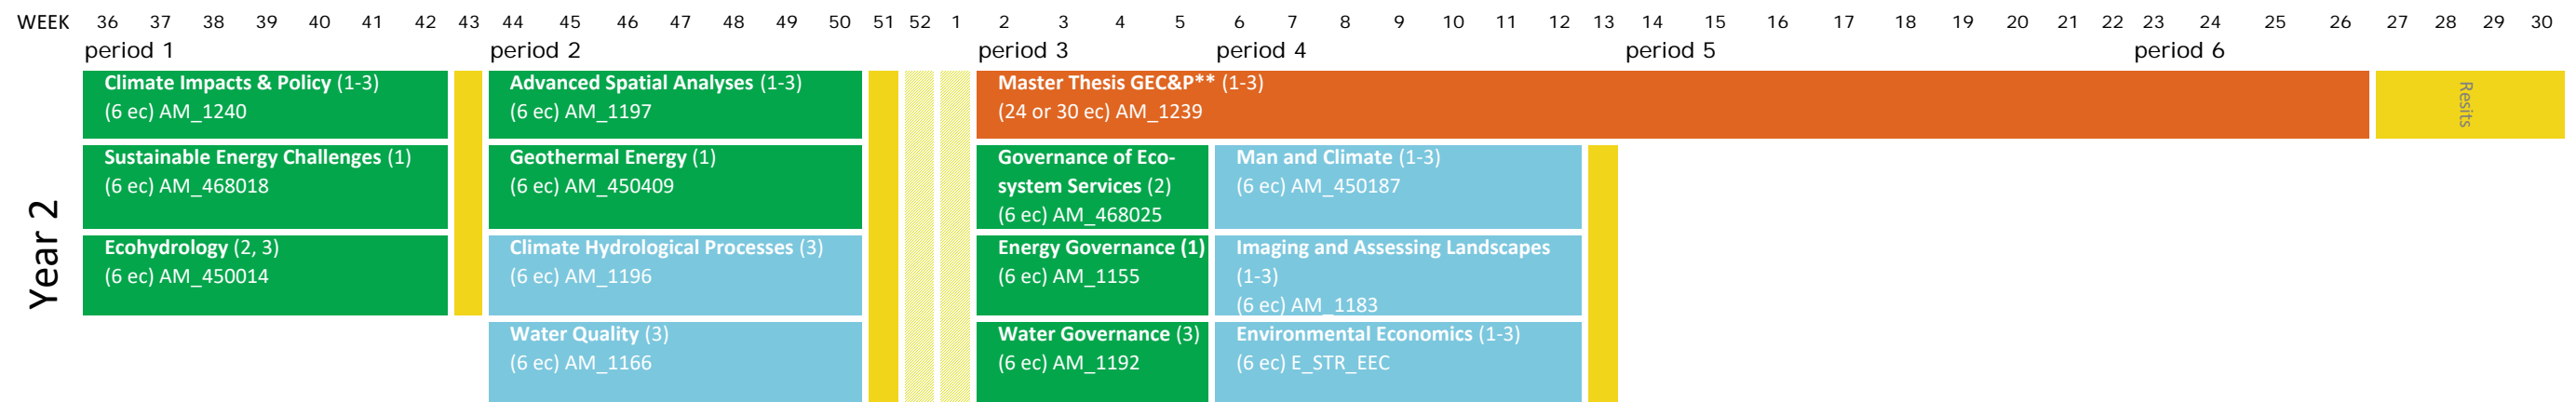 WEEK 36 37 38 39 40 41 42 43 44 45 46 47 48 49 50 51 52 1 2 3 4 5 6 7 8 9 10 11 12 13 14 15 16 17 18 19 20 21 22 23 24 25 26 27 28 29 30
period 1 period 2 period 3 period 4 period 5 period 6
Year 2
Climate Impacts & Policy (1-3)
(6 ec) AM_1240
Sustainable Energy Challenges (1)
(6 ec) AM_468018
Ecohydrology (2, 3)
(6 ec) AM_450014
Advanced Spatial Analyses (1-3)
(6 ec) AM_1197
Geothermal Energy (1)
(6 ec) AM_450409
Climate Hydrological Processes (3)
(6 ec) AM_1196
Water Quality (3)
(6 ec) AM_1166
Master Thesis GEC&P** (1-3)
(24 or 30 ec) AM_1239
Governance of Eco-
system Services (2)
(6 ec) AM_468025
Energy Governance (1)
(6 ec) AM_1155
Water Governance (3)
(6 ec) AM_1192
Man and Climate (1-3)
(6 ec) AM_450187
Imaging and Assessing Landscapes
(1-3)
(6 ec) AM_1183
Environmental Economics (1-3)
(6 ec) E_STR_EEC
Resits